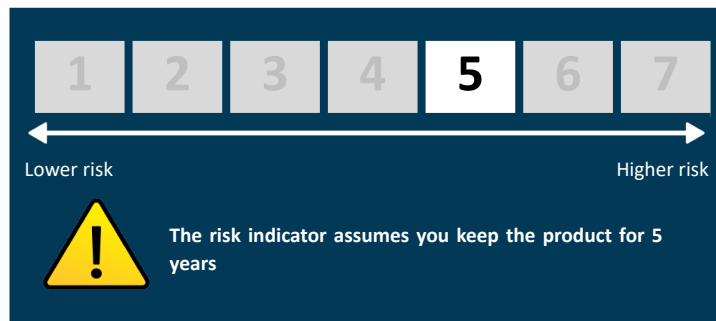 1 2 3 4 5 6 7
Lower risk Higher risk
The risk indicator assumes you keep the product for 5
years